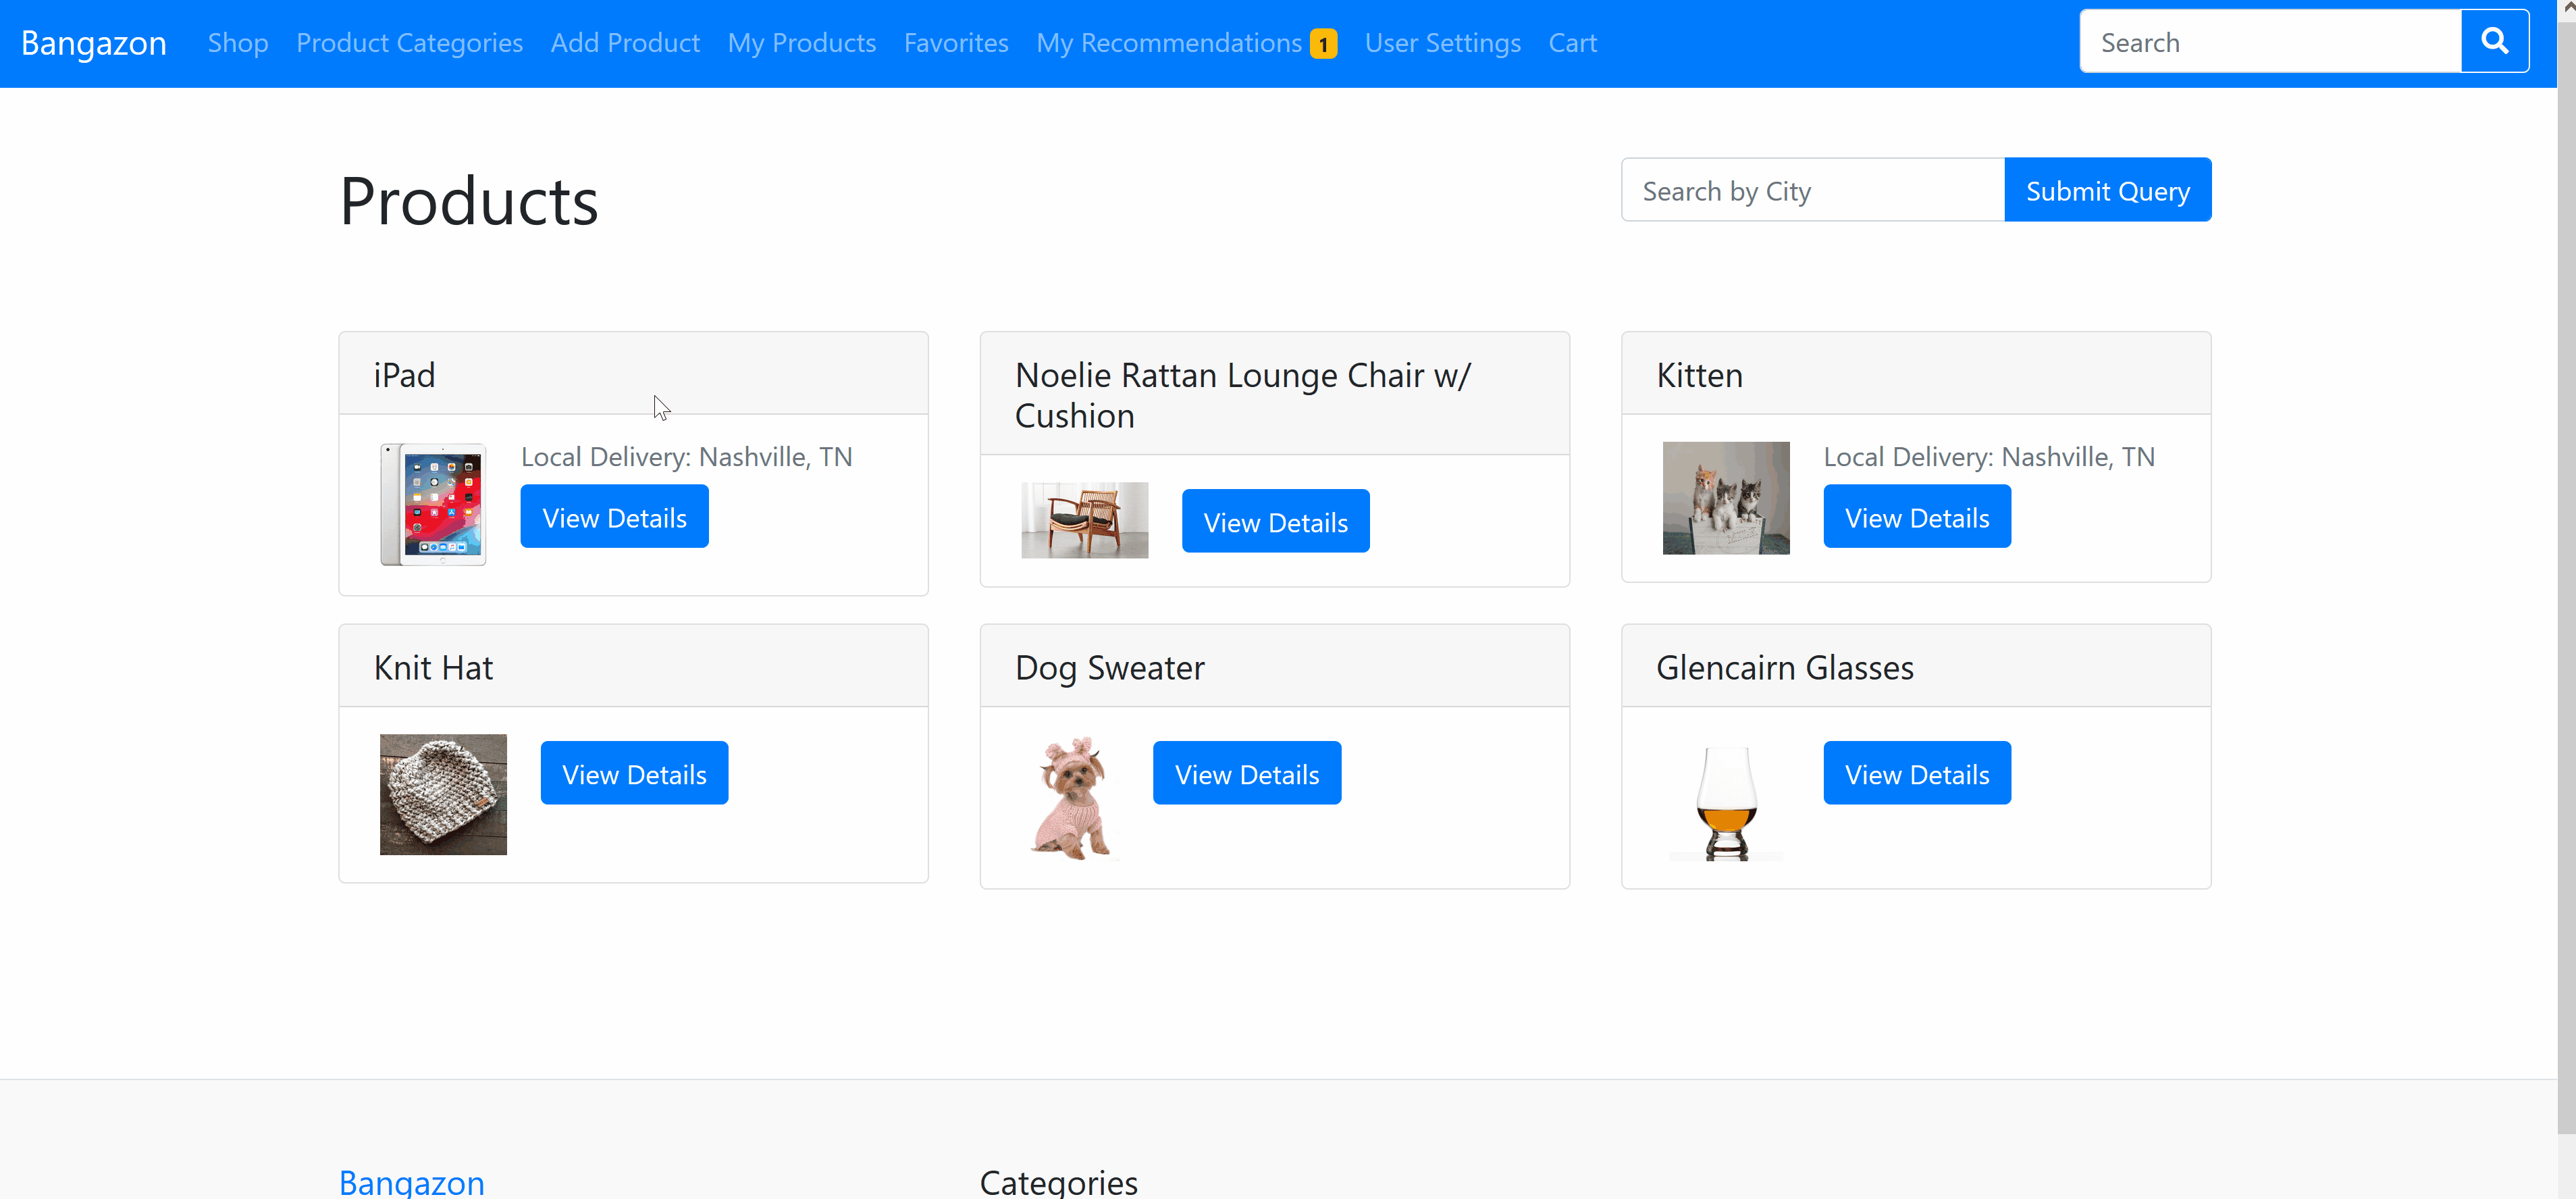 Bangazon Shop Product Categories Add Product My Products Favorites My Recommendations 1 User Settings Cart Search
Products
Search by City Submit Query
iPad
Local Delivery: Nashville, TN
View Details
Noelie Rattan Lounge Chair w/
Cushion
View Details
Kitten
Local Delivery: Nashville, TN
View Details
Knit Hat
View Details
Dog Sweater
View Details
Glencairn Glasses
View Details
Bangazon
Categories